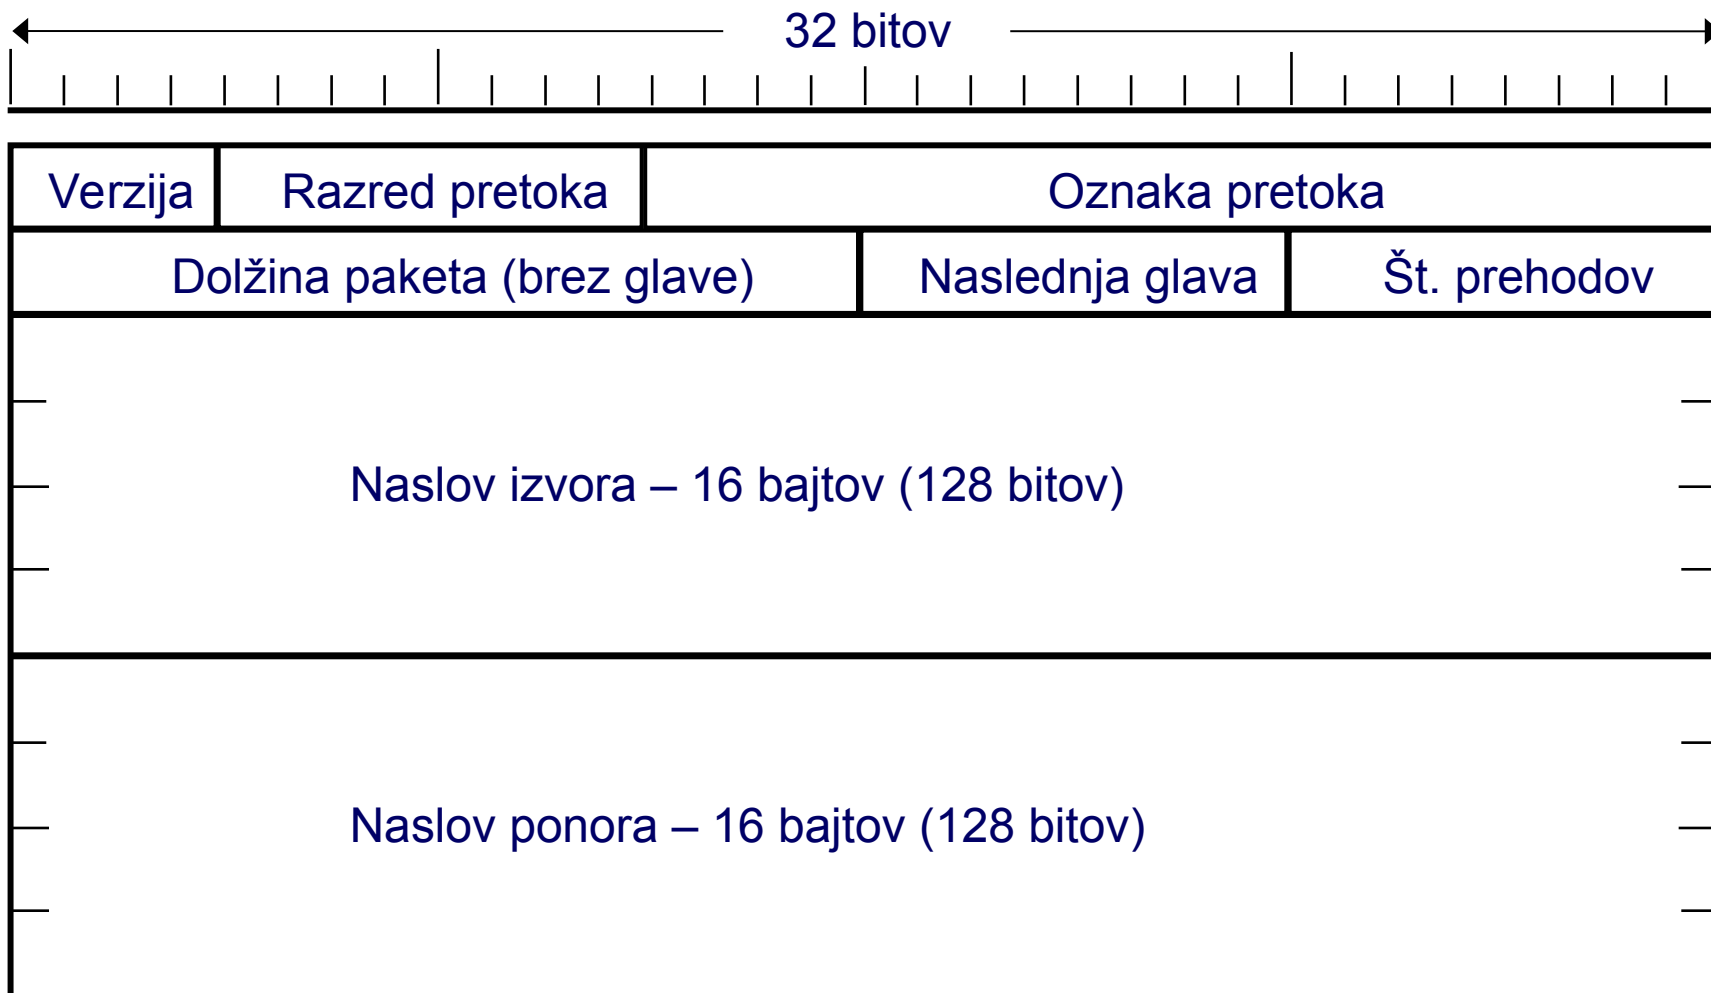 32 bitov
Verzija Razred pretoka Oznaka pretoka
Dolžina paketa (brez glave) Naslednja glava Št. prehodov
Naslov izvora – 16 bajtov (128 bitov)
Naslov ponora – 16 bajtov (128 bitov)